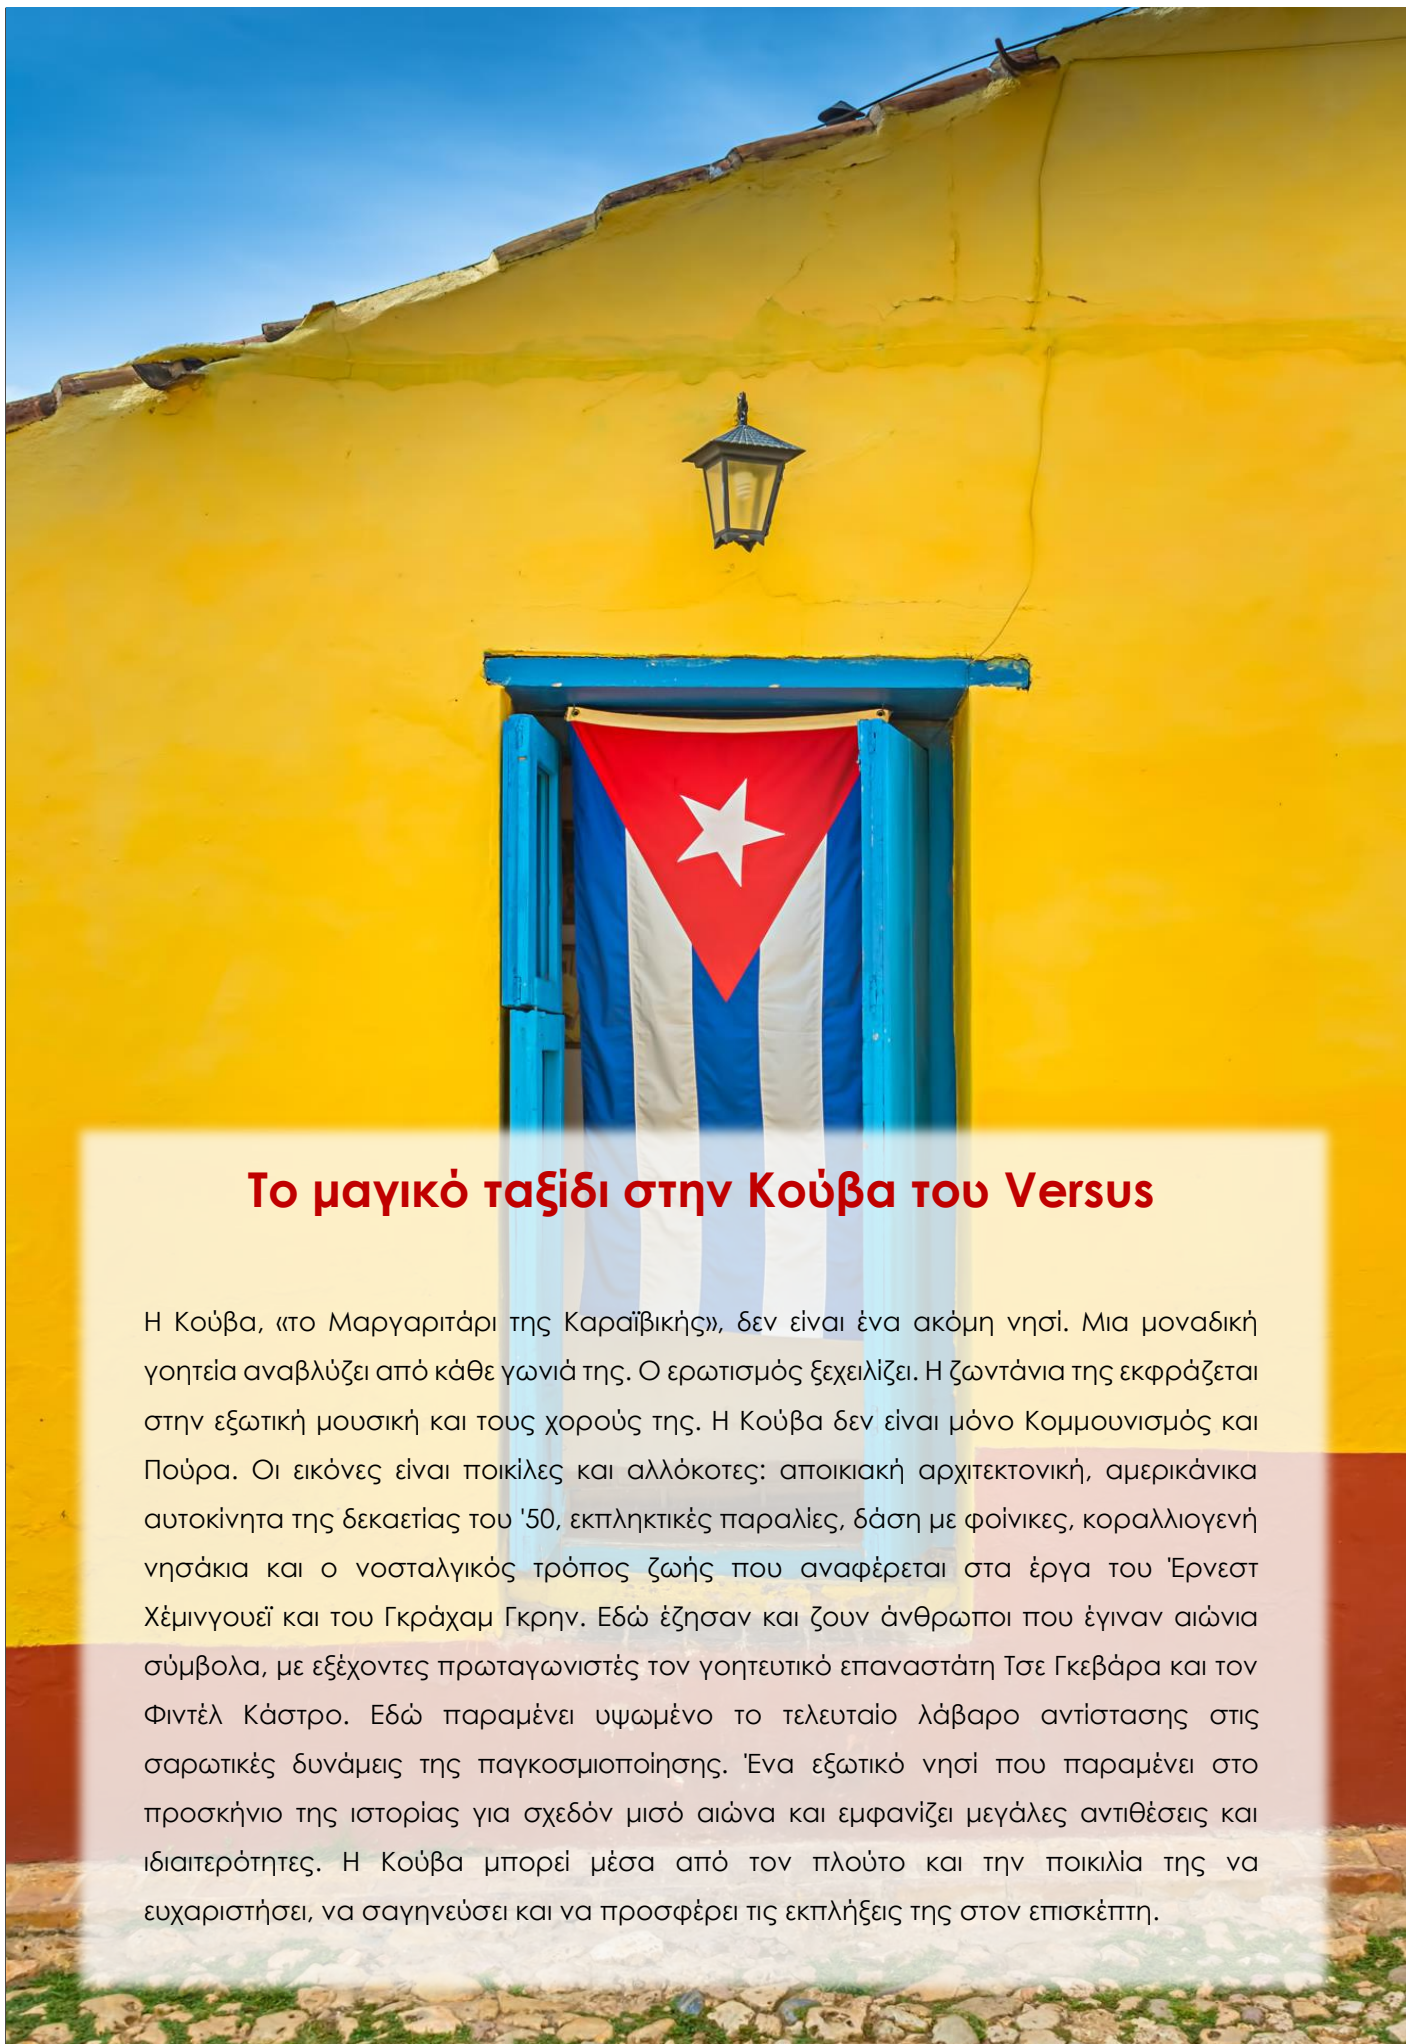 Το μαγικό ταξίδι στην Κούβα του Versus
Η Κούβα, «το Μαργαριτάρι της Καραϊβικής», δεν είναι ένα ακόμη νησί. Μια μοναδική
γοητεία αναβλύζει από κάθε γωνιά της. Ο ερωτισμός ξεχειλίζει. Η ζωντάνια της εκφράζεται
στην εξωτική μουσική και τους χορούς της. Η Κούβα δεν είναι μόνο Κομμουνισμός και
Πούρα. Οι εικόνες είναι ποικίλες και αλλόκοτες: αποικιακή αρχιτεκτονική, αμερικάνικα
αυτοκίνητα της δεκαετίας του '50, εκπληκτικές παραλίες, δάση με φοίνικες, κοραλλιογενή
νησάκια και ο νοσταλγικός τρόπος ζωής που αναφέρεται στα έργα του Έρνεστ
Χέμινγουεϊ και του Γκράχαμ Γκρην. Εδώ έζησαν και ζουν άνθρωποι που έγιναν αιώνια
σύμβολα, με εξέχοντες πρωταγωνιστές τον γοητευτικό επαναστάτη Τσε Γκεβάρα και τον
Φιντέλ Κάστρο. Εδώ παραμένει υψωμένο το τελευταίο λάβαρο αντίστασης στις
σαρωτικές δυνάμεις της παγκοσμιοποίησης. Ένα εξωτικό νησί που παραμένει στο
προσκήνιο της ιστορίας για σχεδόν μισό αιώνα και εμφανίζει μεγάλες αντιθέσεις και
ιδιαιτερότητες. Η Κούβα μπορεί μέσα από τον πλούτο και την ποικιλία της να
ευχαριστήσει, να σαγηνεύσει και να προσφέρει τις εκπλήξεις της στον επισκέπτη.